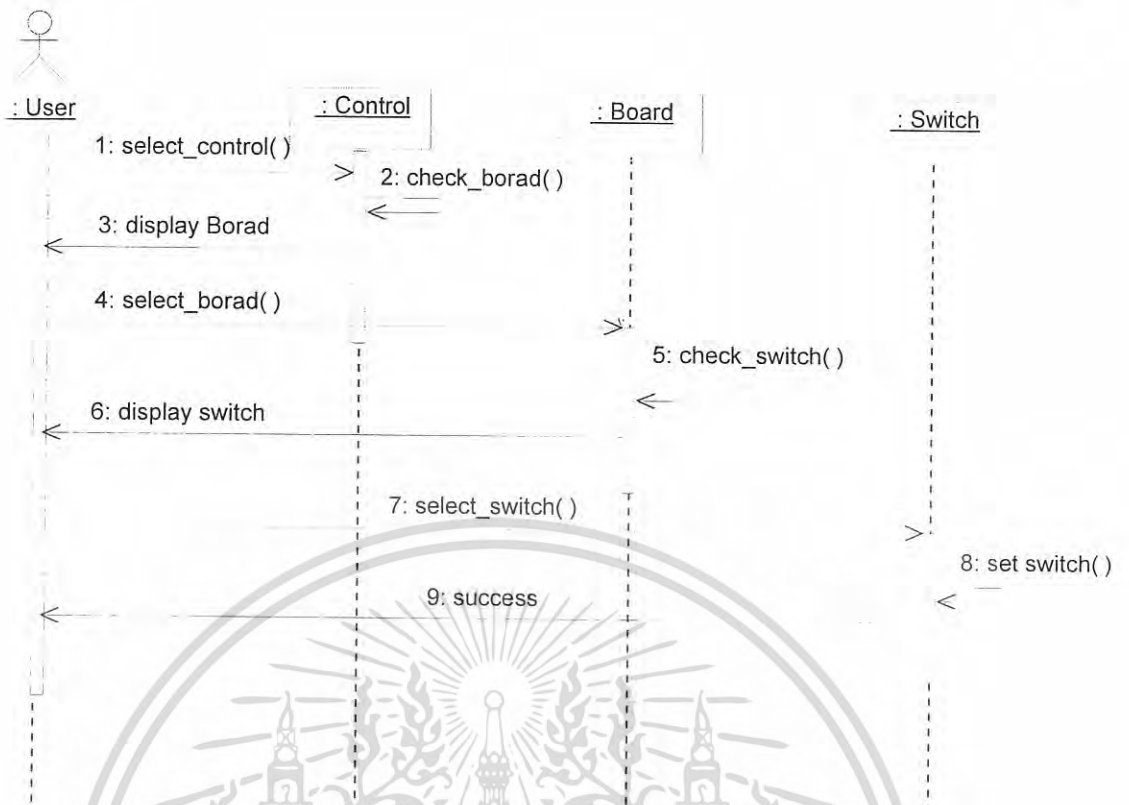 : User
: Control
: Board
: Switch
1: select_control( )
2: check_borad( )
3: display Borad
4: select_borad( )
5: check_switch( )
6: display switch
7: select_switch( )
8: set switch( )
9: success